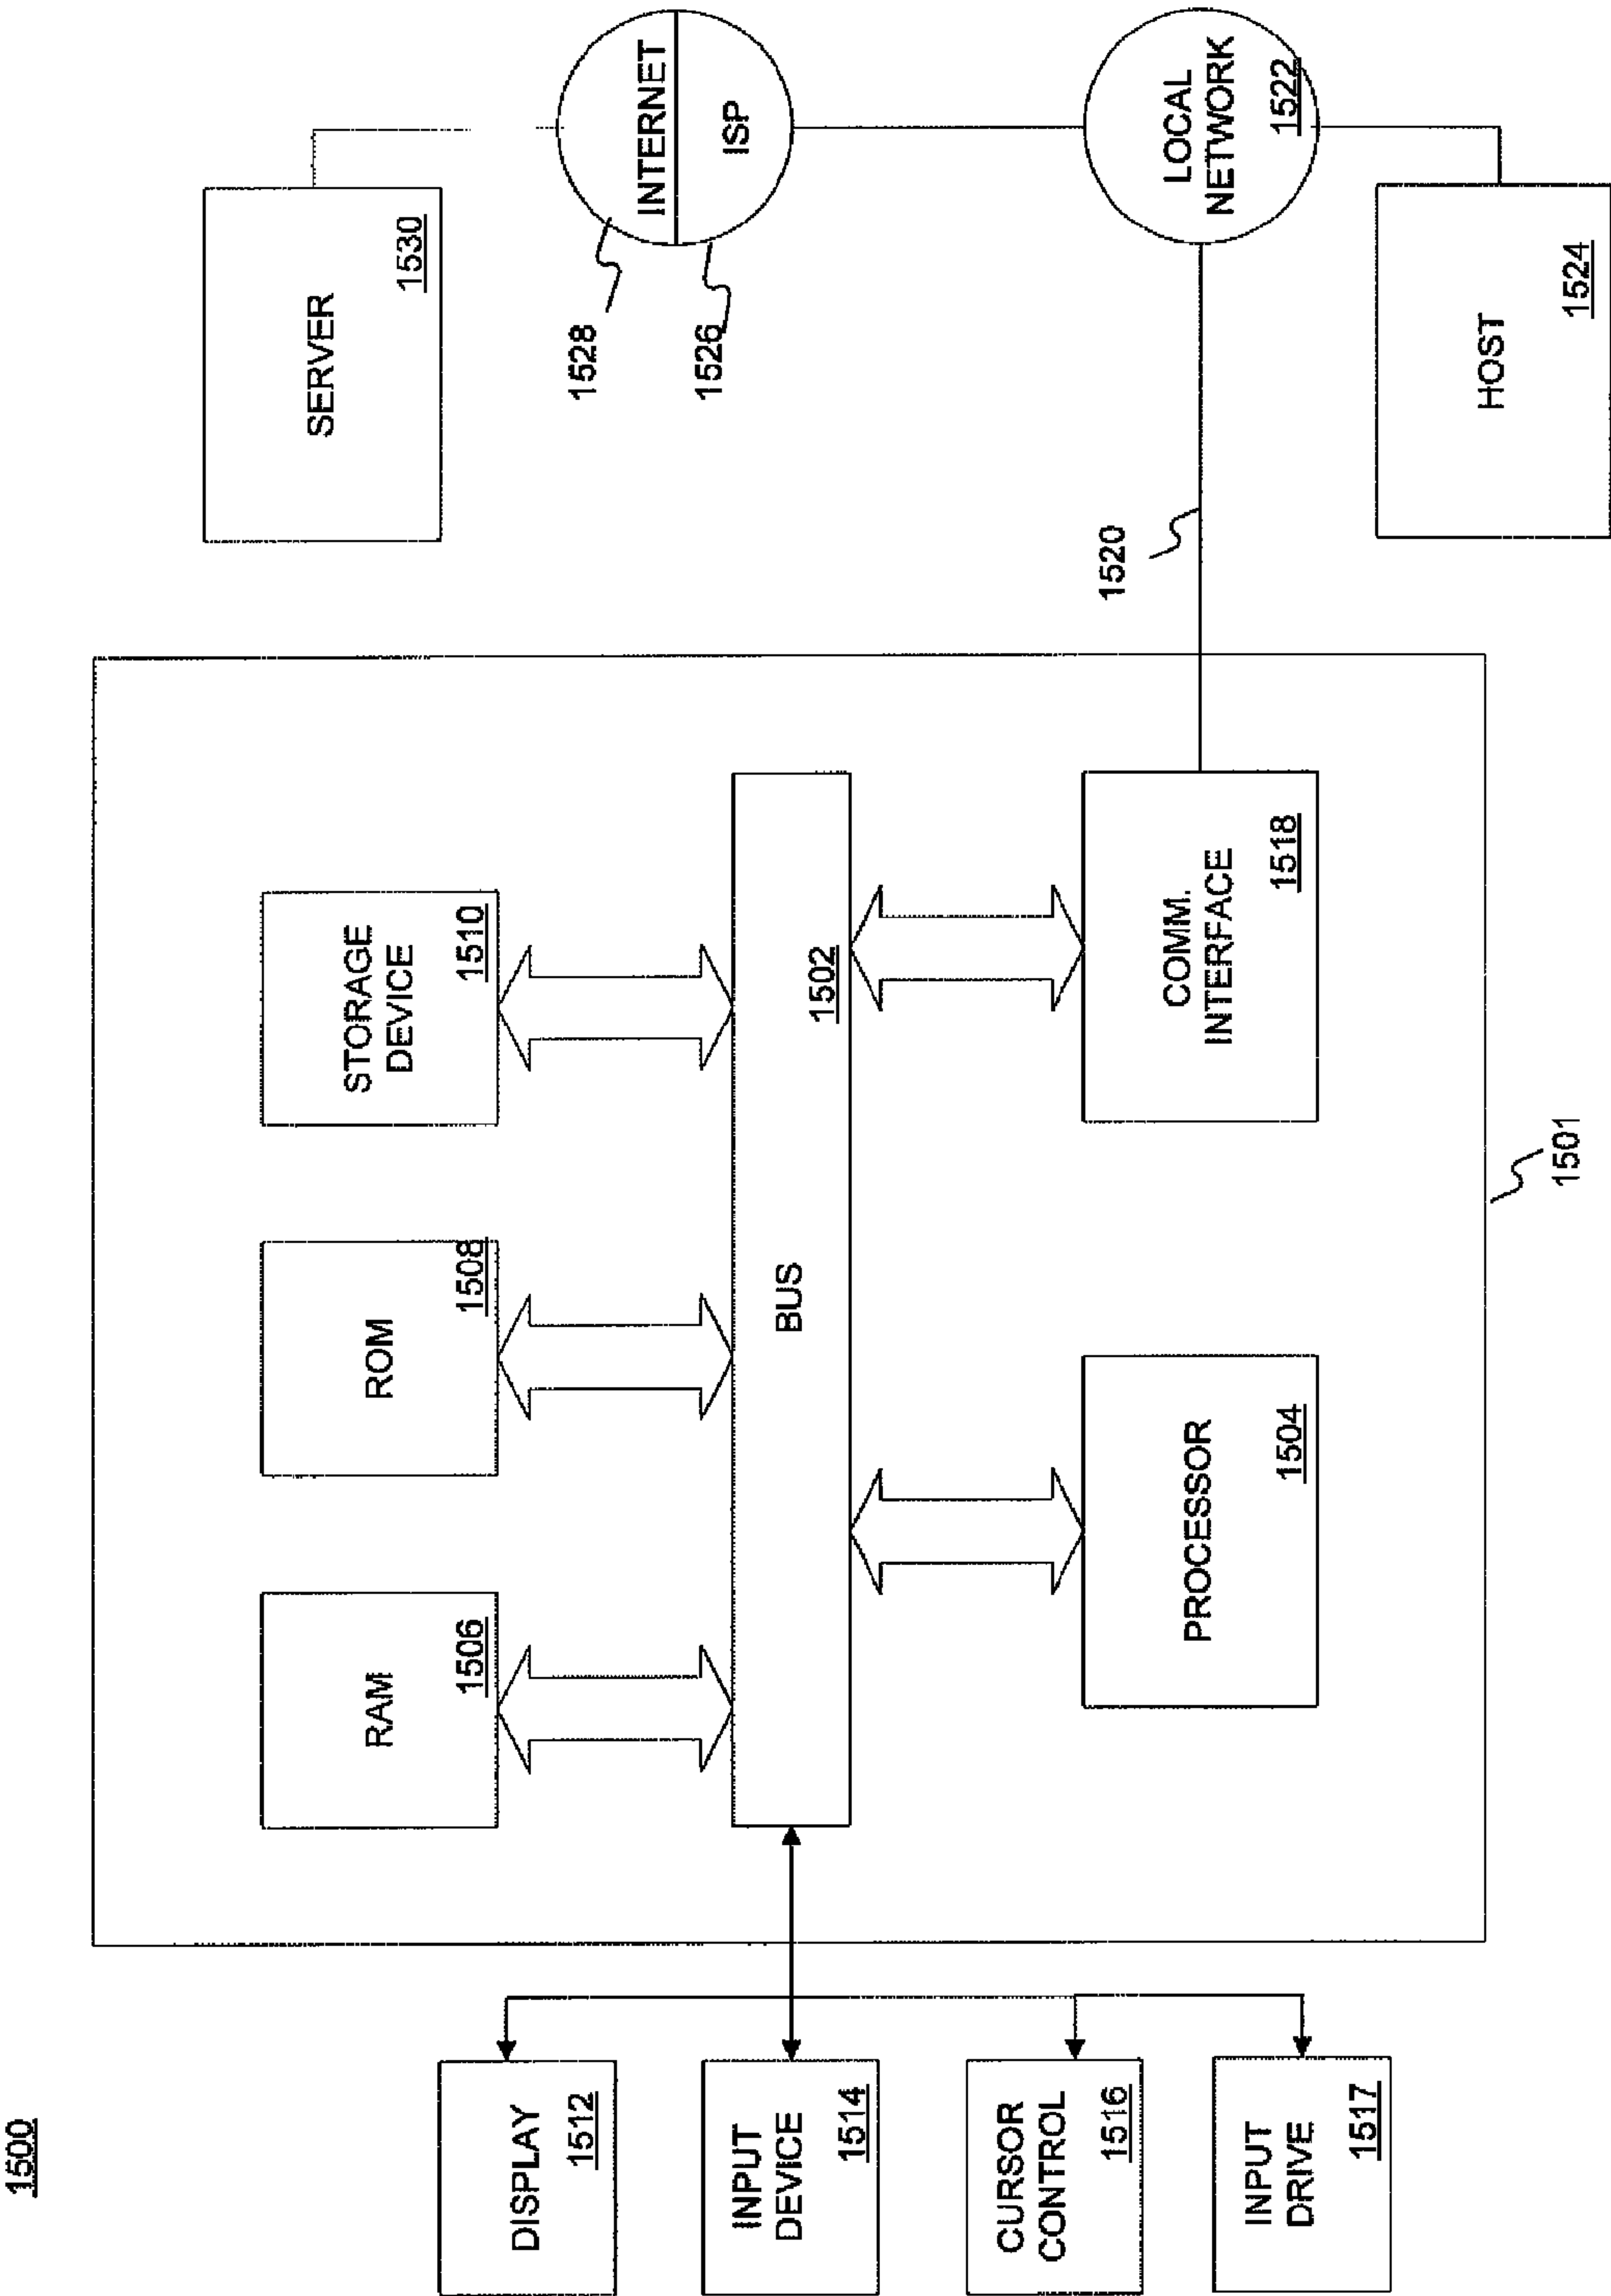 1500
DISPLAY
1512
INPUT
DEVICE
1514
CURSOR
CONTROL
1516
INPUT
DRIVE
1517
RAM
1506
ROM
1508
STORAGE
DEVICE
1510
BUS
1502
PROCESSOR
1504
COMM.
INTERFACE
1518
1501
1520
SERVER
1530
INTERNET
ISP
1528
1526
LOCAL
NETWORK
1522
HOST
1524